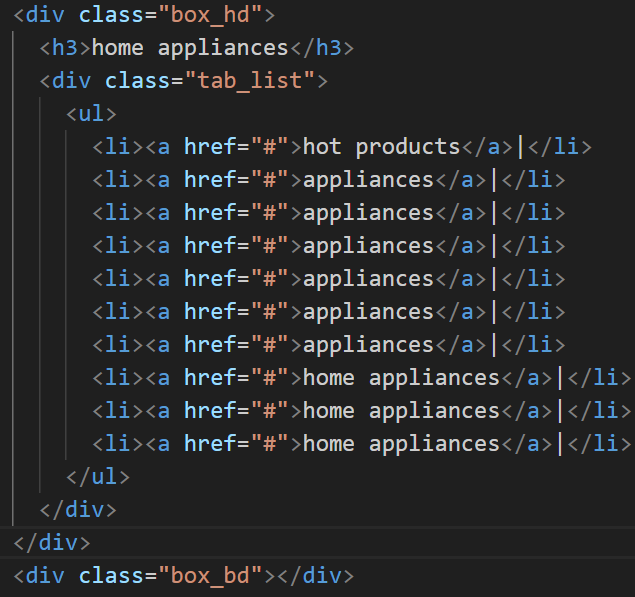 <div class="box_hd">
<h3>home appliances</h3>
<div class="tab_list">
<ul>
<li><a href="#">hot products</a>|</li>
<li><a href="#">appliances</a>|</li>
<li><a href="#">appliances</a>|</li>
<li><a href="#">appliances</a>|</li>
<li><a href="#">appliances</a>|</li>
<li><a href="#">appliances</a>|</li>
<li><a href="#">appliances</a>|</li>
<li><a href="#">home appliances</a>|</li>
<li><a href="#">home appliances</a>|</li>
<li><a href="#">home appliances</a>|</li>
</ul>
</div>
</div>
<div class="box_bd"></div>